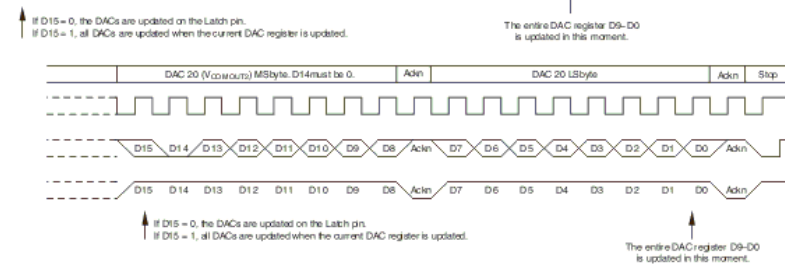 If D15 = 0, the DACs are updated on the Latch pin.
If D15 = 1, all DACs are updated when the current DAC register is updated.
The entire DAC register D9–D0
is updated in this moment.
DAC 20 (VCOMOUT2) MSbyte. D14 must be 0. Ackn DAC 20 LSbyte Ackn Stop
D15 D14 D13 D12 D11 D10 D9 D8 Ackn D7 D6 D5 D4 D3 D2 D1 D0 Ackn
D15 D14 D13 D12 D11 D10 D9 D8 Ackn D7 D6 D5 D4 D3 D2 D1 D0 Ackn
If D15 = 0, the DACs are updated on the Latch pin.
If D15 = 1, all DACs are updated when the current DAC register is updated.
The entire DAC register D9–D0
is updated in this moment.